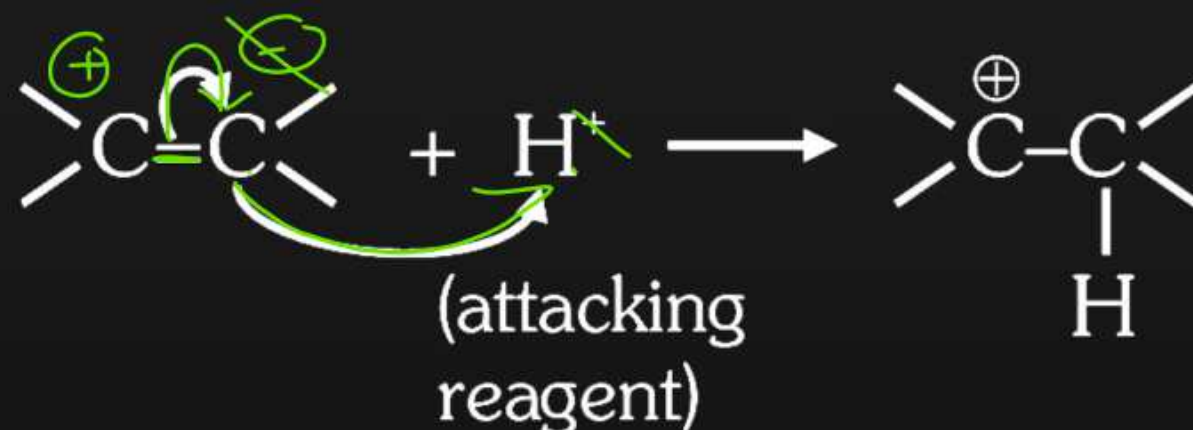 ⊕ ⊖ ⊕
C=C + H⁺ ⟶ C–C
H
(attacking
reagent)